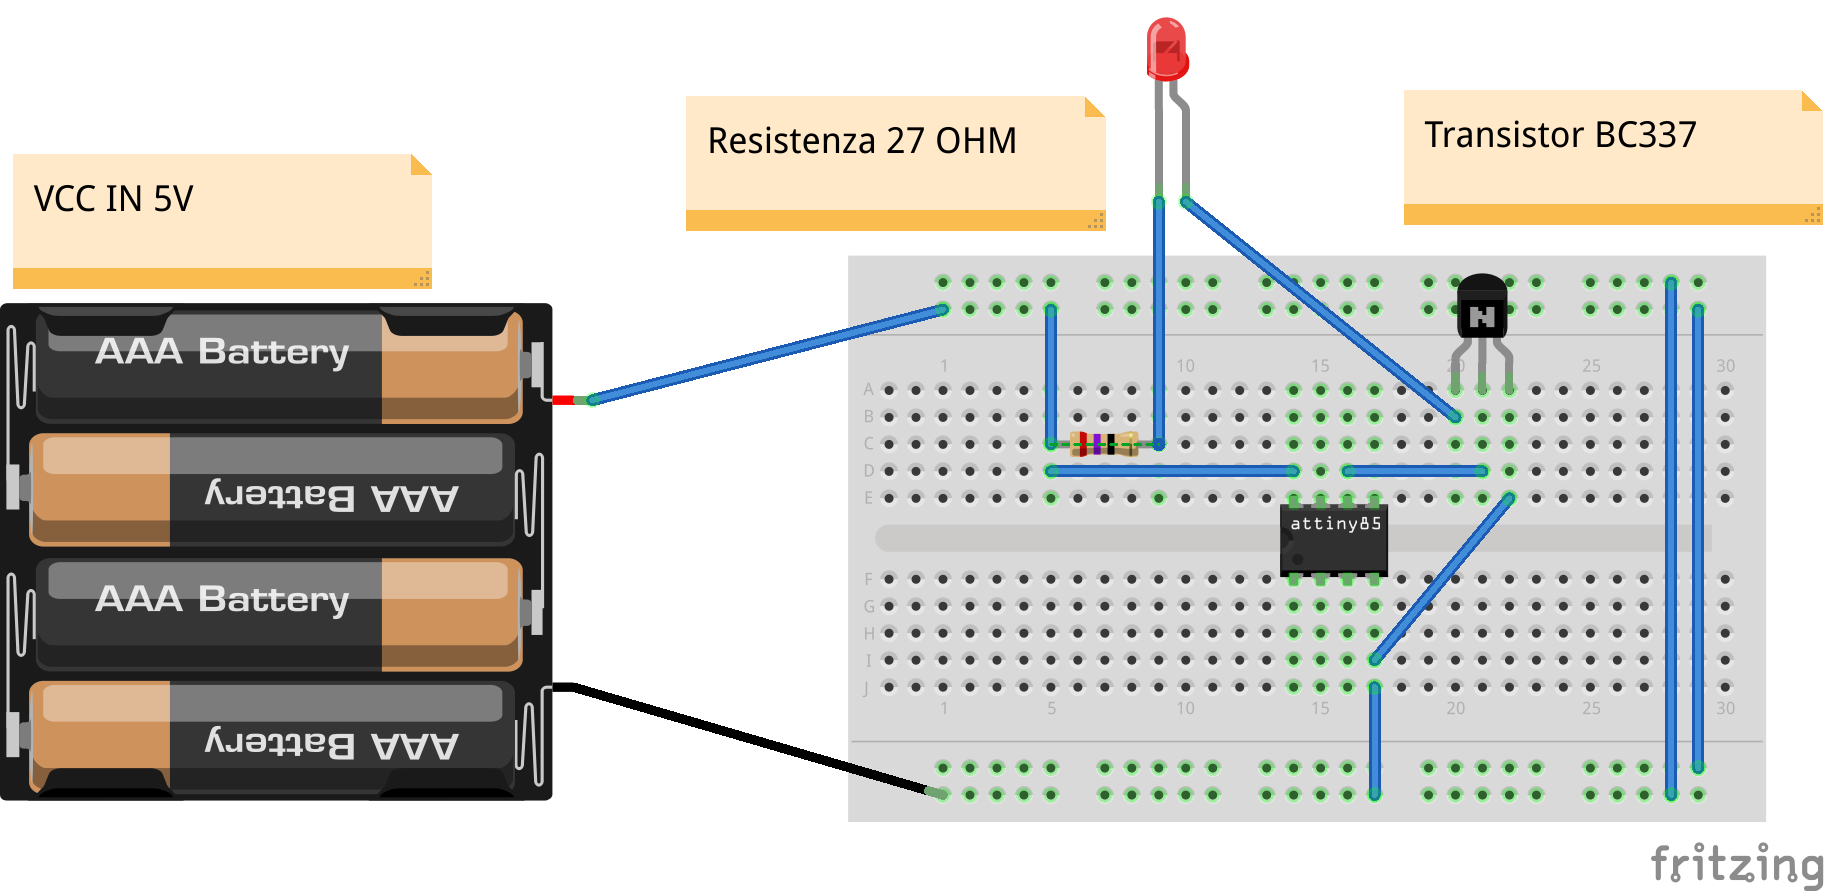 VCC IN 5V
Resistenza 27 OHM
Transistor BC337
AAA Battery
AAA Battery
AAA Battery
AAA Battery
1 10 15 20 25 30
A
B
C
D
E
attiny85
F
G
H
I
J
1 5 10 15 20 25 30
N
fritzing